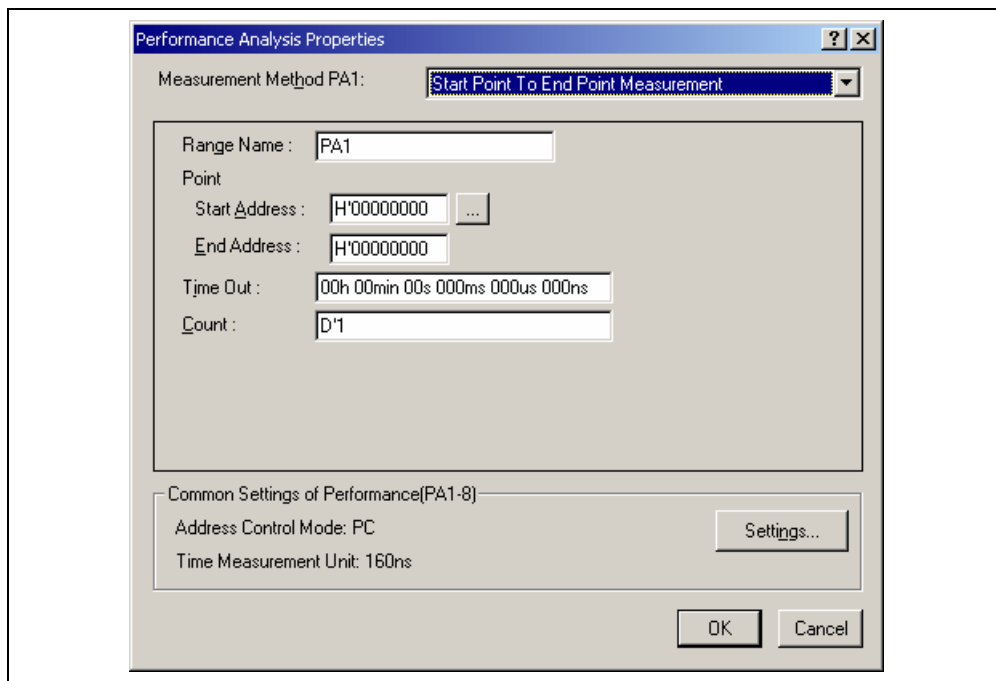 Performance Analysis Properties
Measurement Method PA1: Start Point To End Point Measurement
Range Name : PA1
Point
Start Address : H'00000000 ...
End Address : H'00000000
Time Out : 00h 00min 00s 000ms 000us 000ns
Count : D'1
Common Settings of Performance(PA1-8)
Address Control Mode: PC
Settings...
Time Measurement Unit: 160ns
OK Cancel